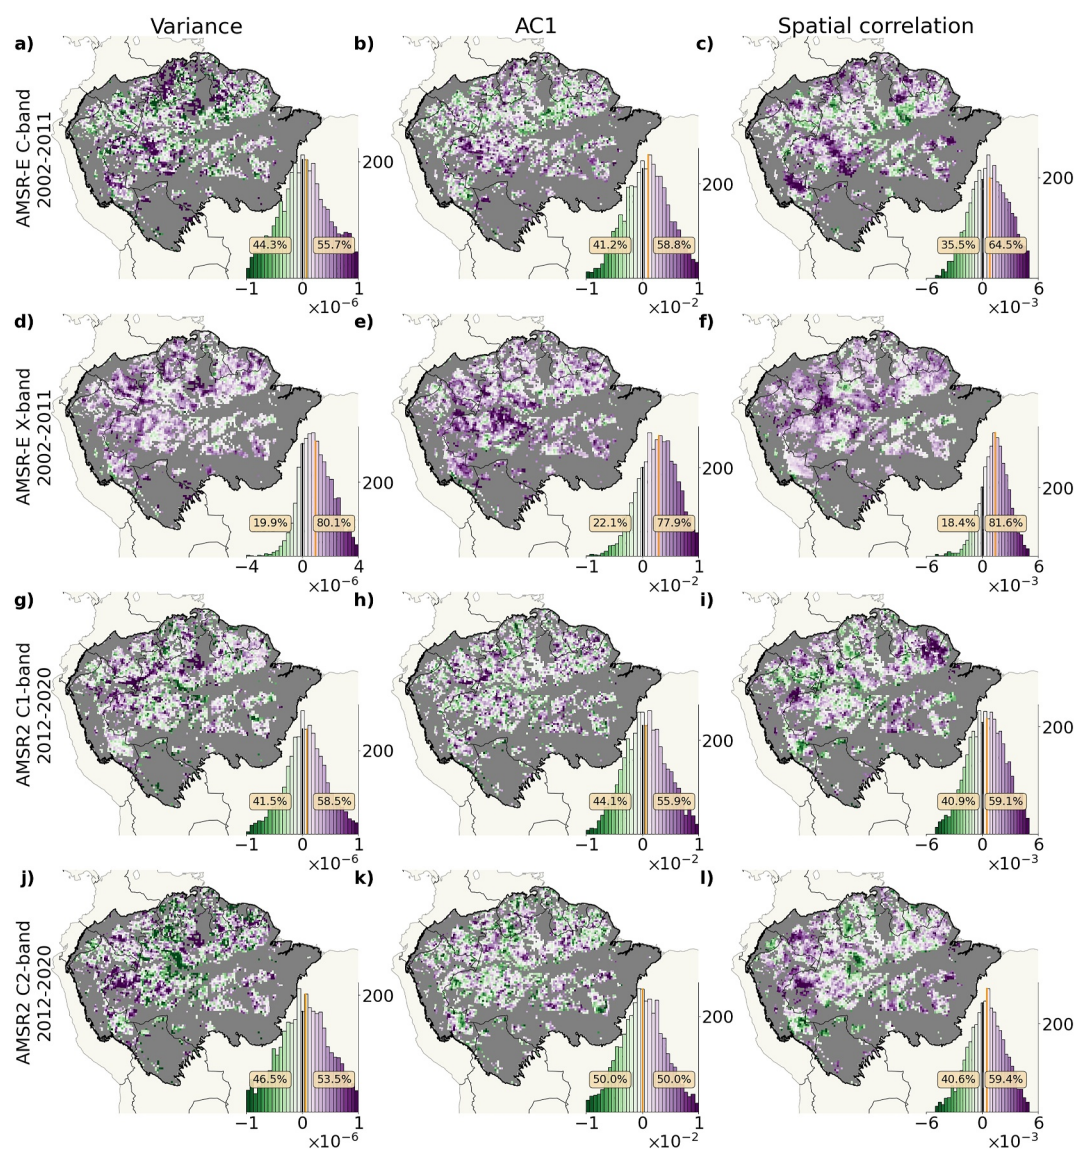 Variance AC1 Spatial correlation
a) b) c)
AMSR-E C-band
2002-2011
200 200 200
44.3% 55.7% 41.2% 58.8% 35.5% 64.5%
−1 0 1 −1 0 1 −6 0 6
×10−6 ×10−2 ×10−3
d) e) f)
AMSR-E X-band
2002-2011
200 200 200
19.9% 80.1% 22.1% 77.9% 18.4% 81.6%
−4 0 4 −1 0 1 −6 0 6
×10−6 ×10−2 ×10−3
g) h) i)
AMSR2 C1-band
2012-2020
200 200 200
41.5% 58.5% 44.1% 55.9% 40.9% 59.1%
−1 0 1 −1 0 1 −6 0 6
×10−6 ×10−2 ×10−3
j) k) l)
AMSR2 C2-band
2012-2020
200 200 200
46.5% 53.5% 50.0% 50.0% 40.6% 59.4%
−1 0 1 −1 0 1 −6 0 6
×10−6 ×10−2 ×10−3